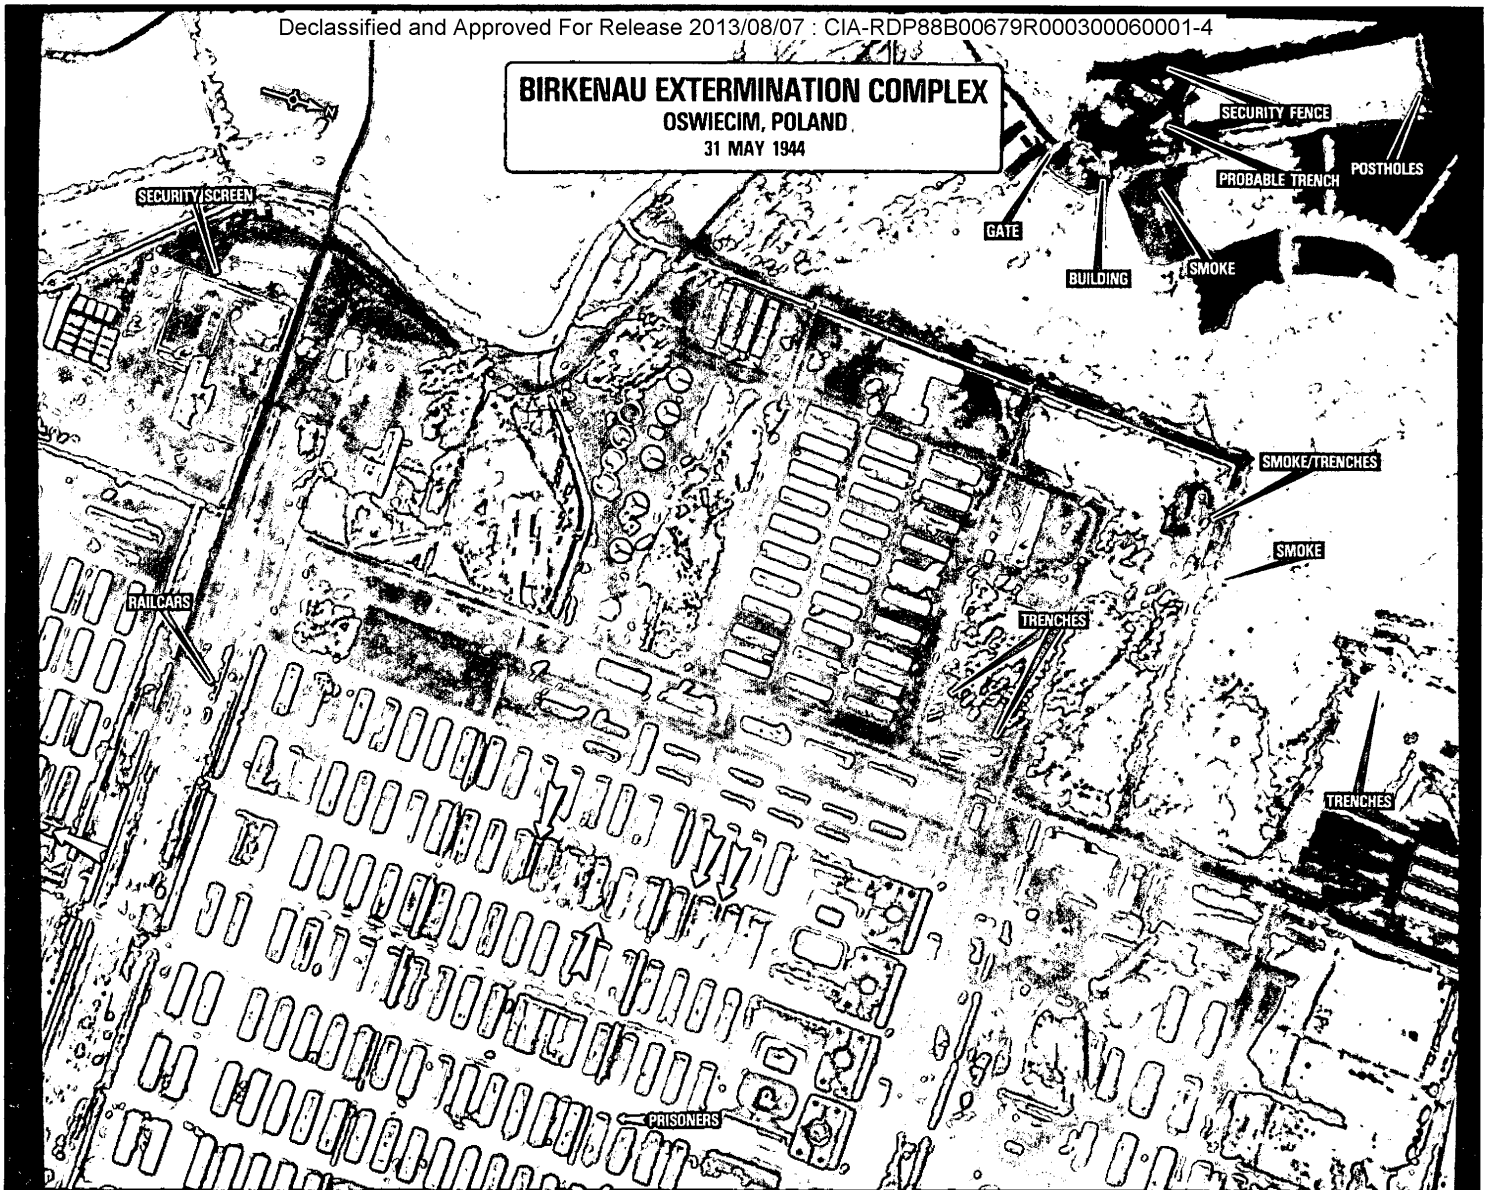 Declassified and Approved For Release 2013/08/07 : CIA-RDP88B00679R000300060001-4
BIRKENAU EXTERMINATION COMPLEX
OSWIECIM, POLAND
31 MAY 1944
N
SECURITY FENCE
POSTHOLES
PROBABLE TRENCH
SECURITY SCREEN
GATE
SMOKE
BUILDING
SMOKE/TRENCHES
SMOKE
RAILCARS
TRENCHES
TRENCHES
PRISONERS